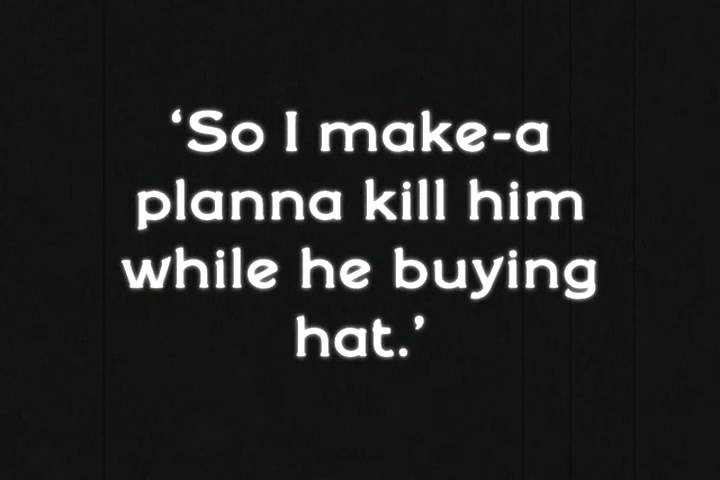 ‘So I make-a
planna kill him
while he buying
hat.’